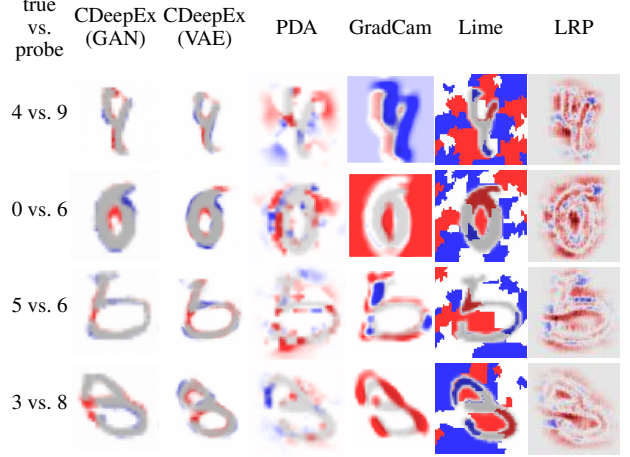 true vs. probe CDeepEx (GAN) CDeepEx (VAE) PDA GradCam Lime LRP
4 vs. 9
0 vs. 6
5 vs. 6
3 vs. 8